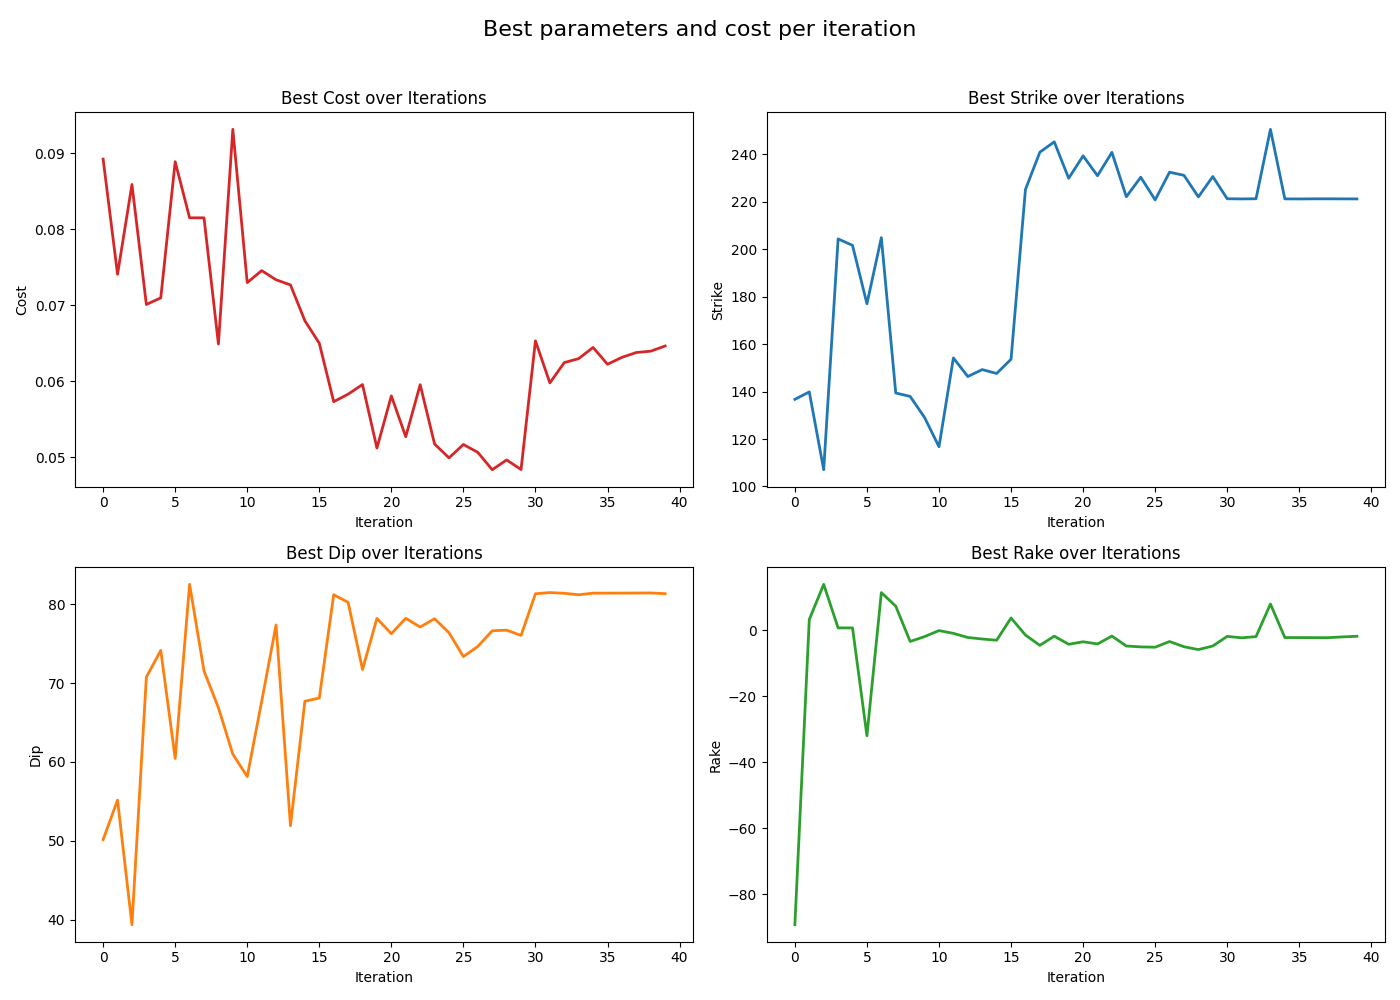 Best parameters and cost per iteration
Best Cost over Iterations
Cost
0.09
0.08
0.07
0.06
0.05
0 5 10 15 20 25 30 35 40
Iteration
Best Strike over Iterations
Strike
240
220
200
180
160
140
120
100
0 5 10 15 20 25 30 35 40
Iteration
Best Dip over Iterations
Dip
80
70
60
50
40
0 5 10 15 20 25 30 35 40
Iteration
Best Rake over Iterations
Rake
0
−20
−40
−60
−80
0 5 10 15 20 25 30 35 40
Iteration